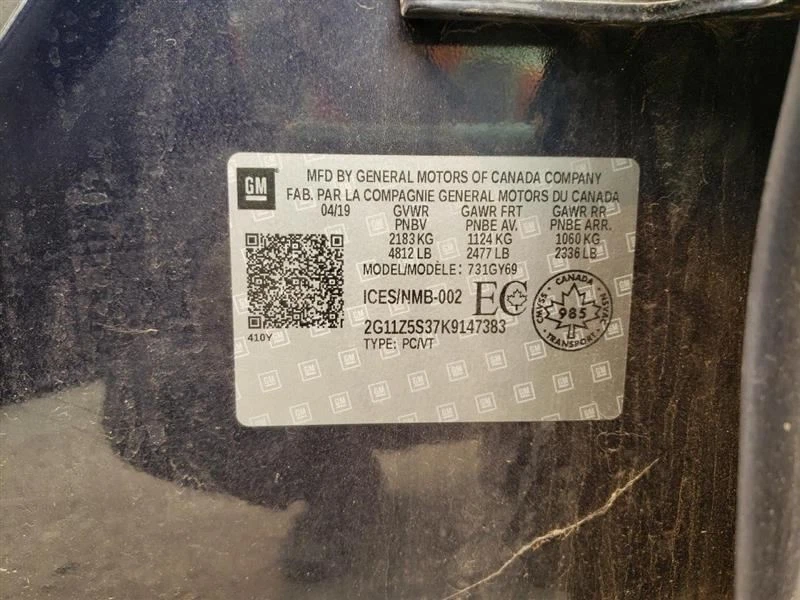 GM
MFD BY GENERAL MOTORS OF CANADA COMPANY
FAB. PAR LA COMPAGNIE GENERAL MOTORS DU CANADA
04/19 GVWR GAWR FRT GAWR RR
PNBV PNBE AV. PNBE ARR.
2183 KG 1124 KG 1060 KG
4812 LB 2477 LB 2336 LB
MODEL/MODÈLE: 731GY69
ICES/NMB-002 EC
CANADA
CMVSS 985 NSVAC
TRANSPORT
2G11Z5S37K9147383
410Y TYPE: PC/VT